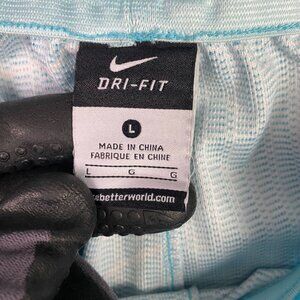 DRI-FIT
L
MADE IN CHINA
FABRIQUE EN CHINE
L G G
ebetterworld.com